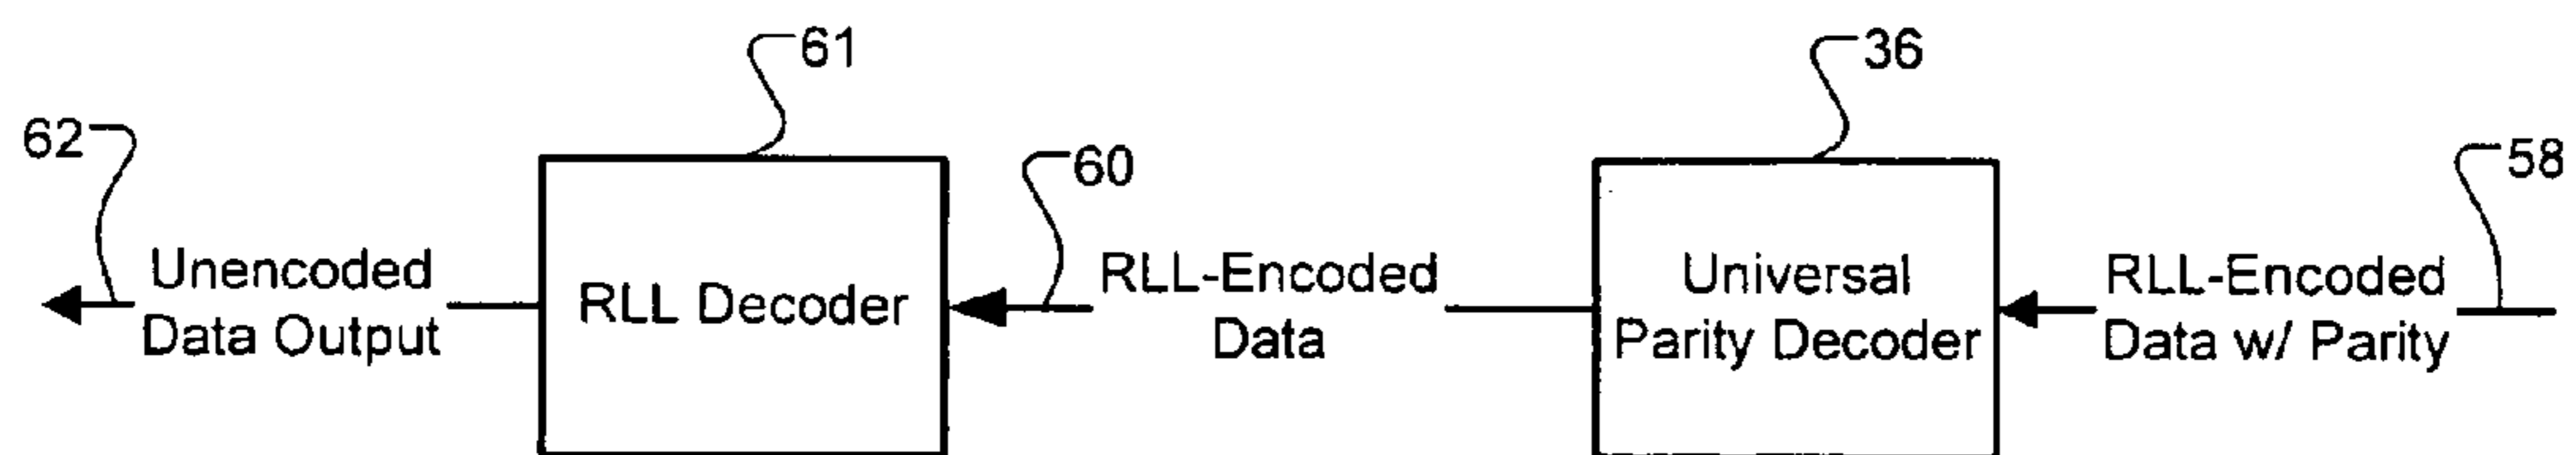 61
36
62
60
58
Unencoded
Data Output
RLL Decoder
RLL-Encoded
Data
Universal
Parity Decoder
RLL-Encoded
Data w/ Parity